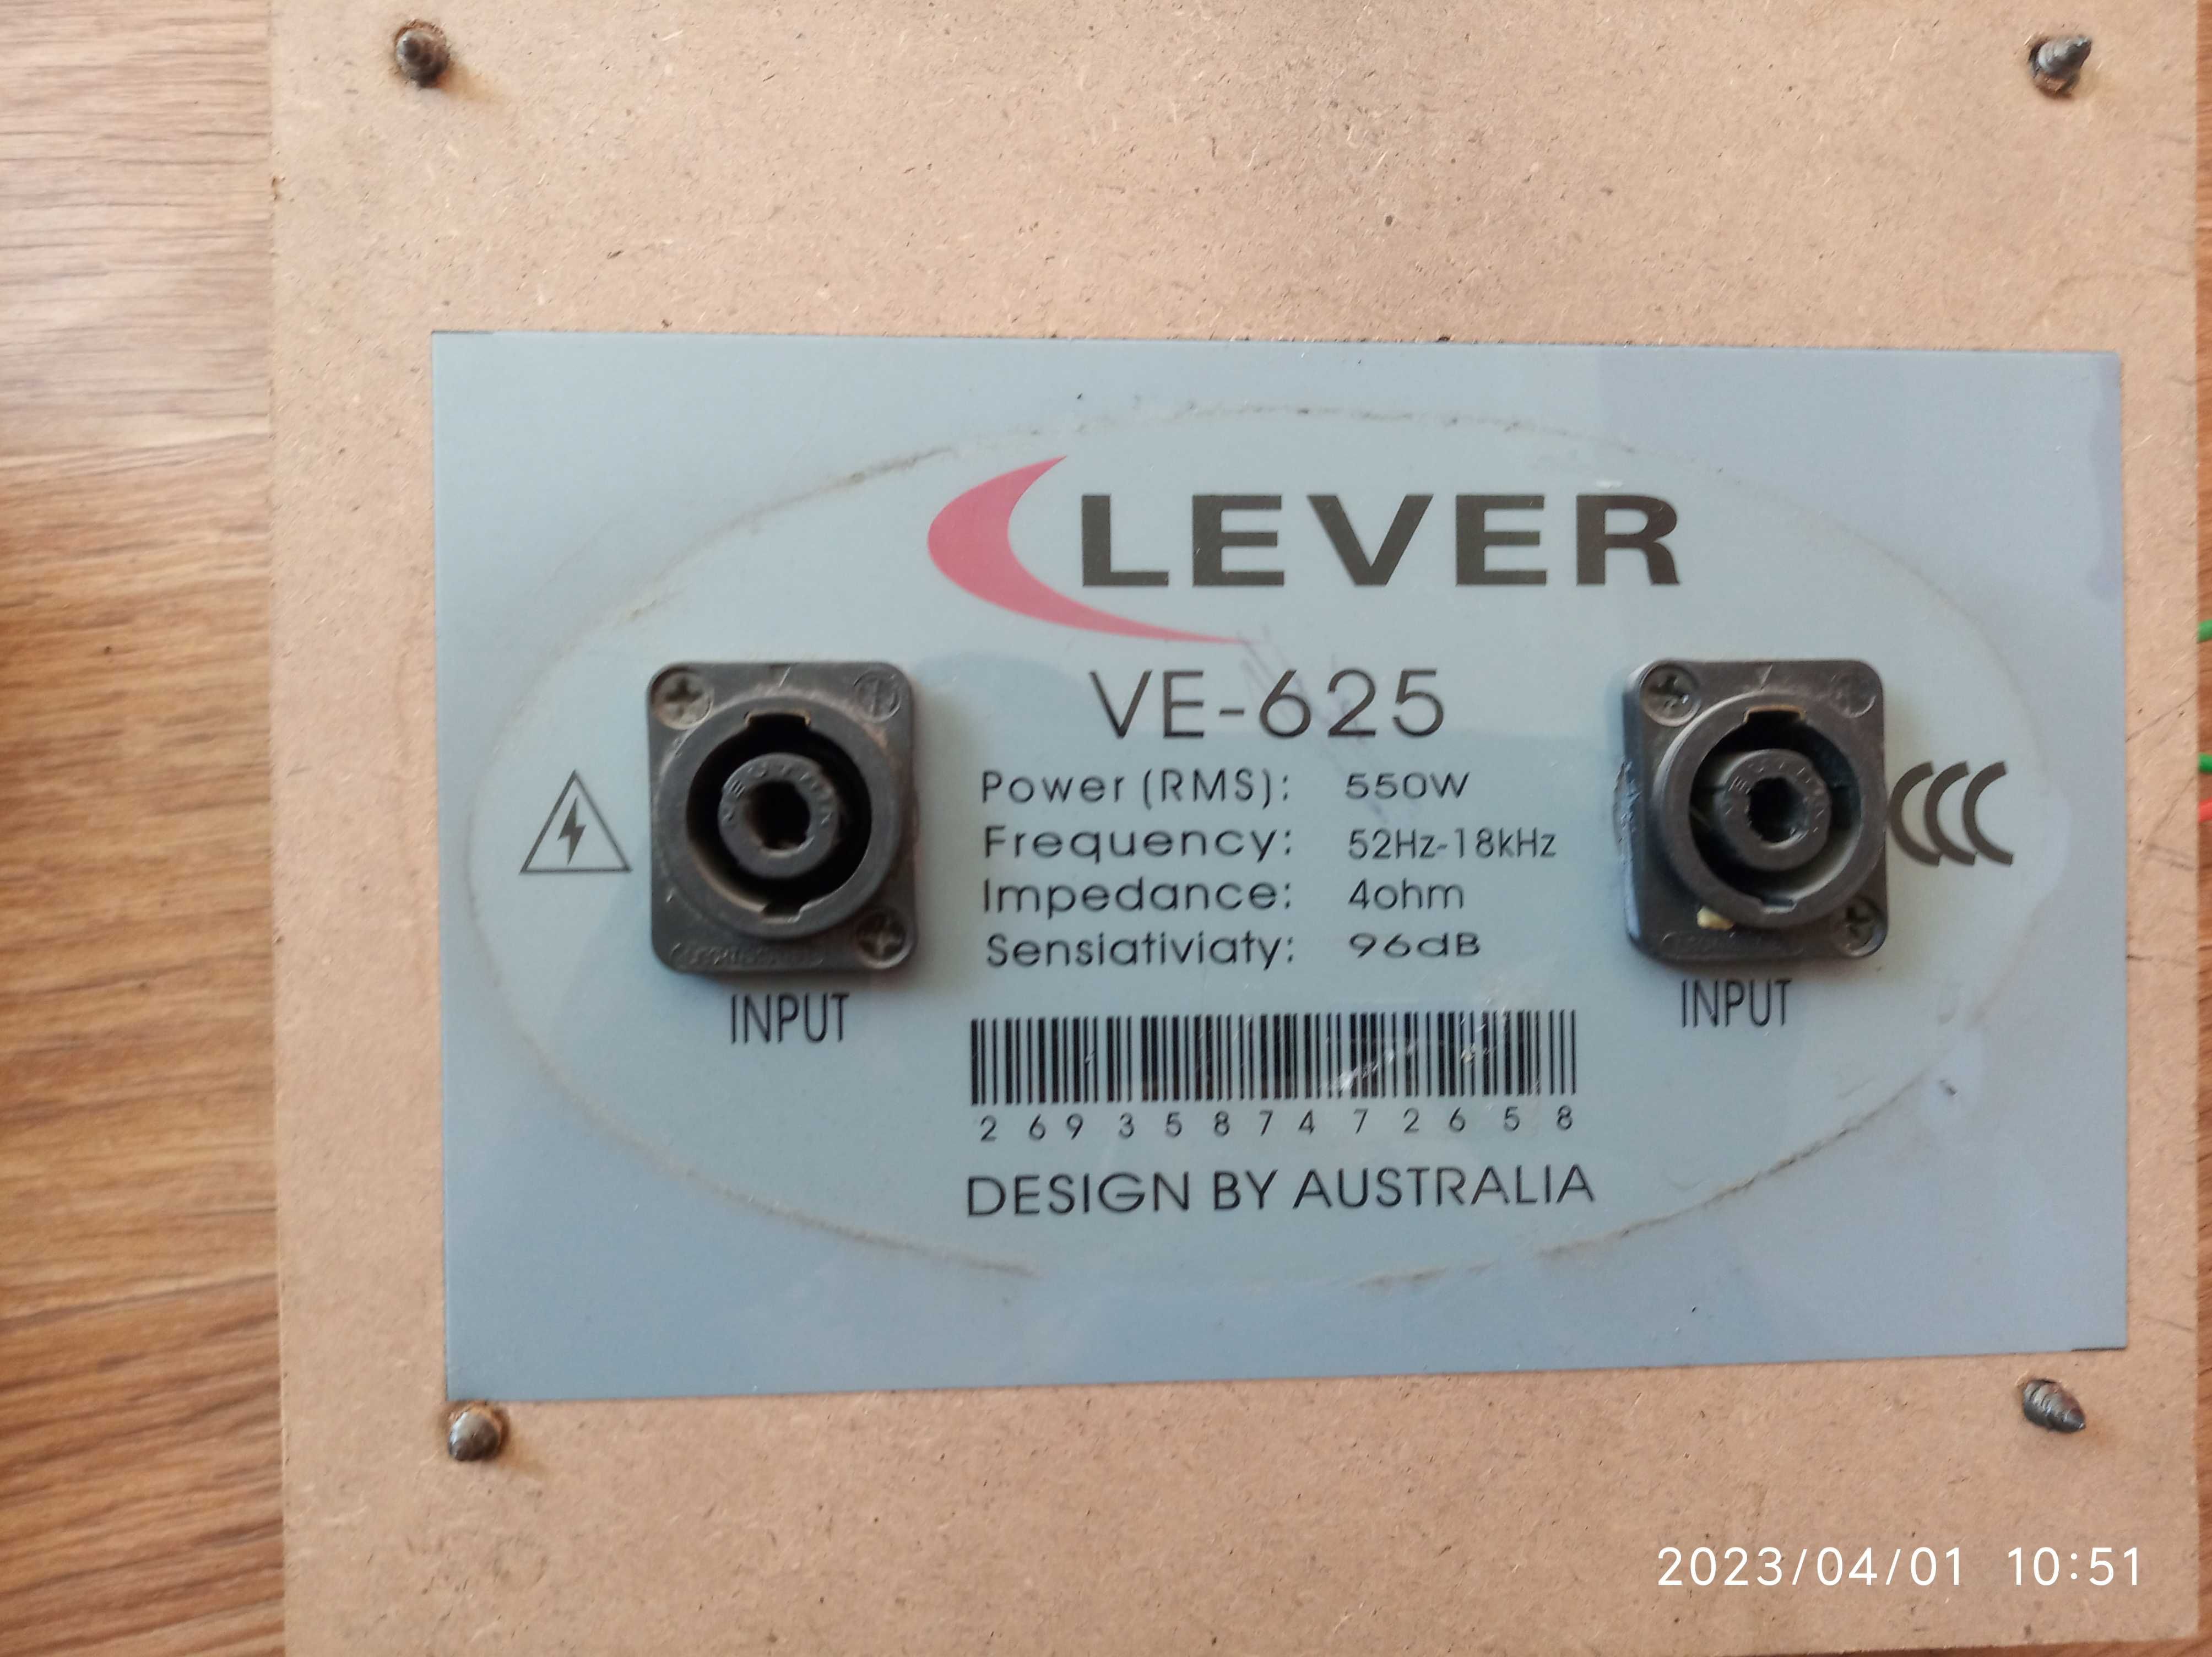 CLEVER
VE-625
Power (RMS): 550W
Frequency: 52Hz-18kHz
Impedance: 4ohm
Sensiativiaty: 96dB
INPUT
INPUT
2 6 9 3 5 8 7 4 7 2 6 5 8
DESIGN BY AUSTRALIA
2023/04/01 10:51